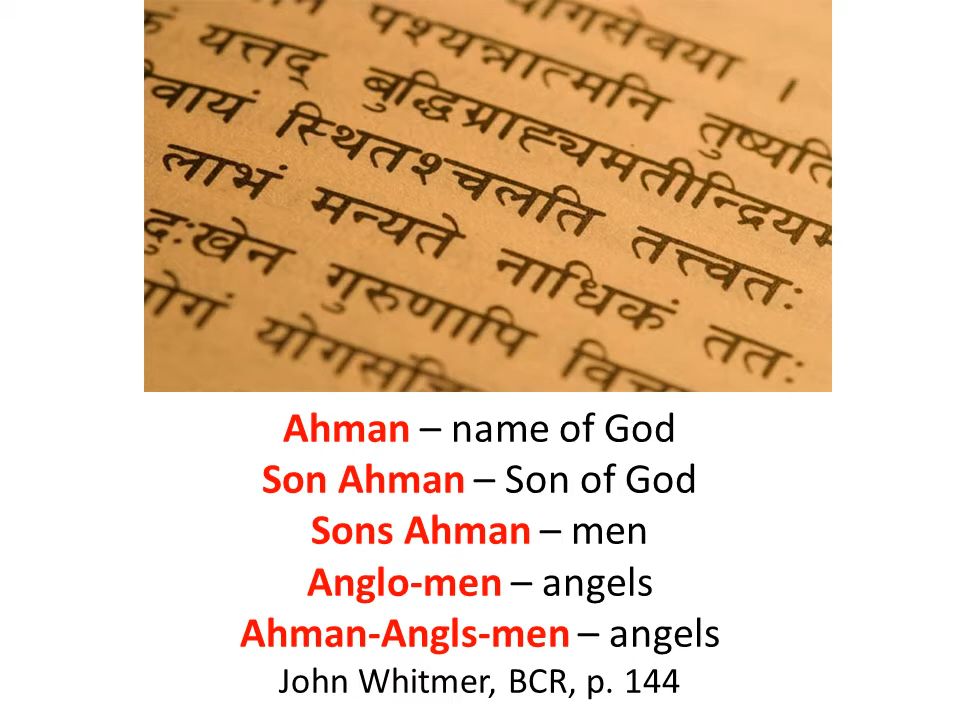 योगसेवया ।
पश्यन्नात्मनि तुष्यति
यत्तद् बुद्धिग्राह्यमतीन्द्रियम
वायं स्थितश्चलति तत्त्वतः
लाभं मन्यते नाधिकं ततः
दुःखेन गुरुणापि विच
योगं
Ahman – name of God
Son Ahman – Son of God
Sons Ahman – men
Anglo-men – angels
Ahman-Angls-men – angels
John Whitmer, BCR, p. 144